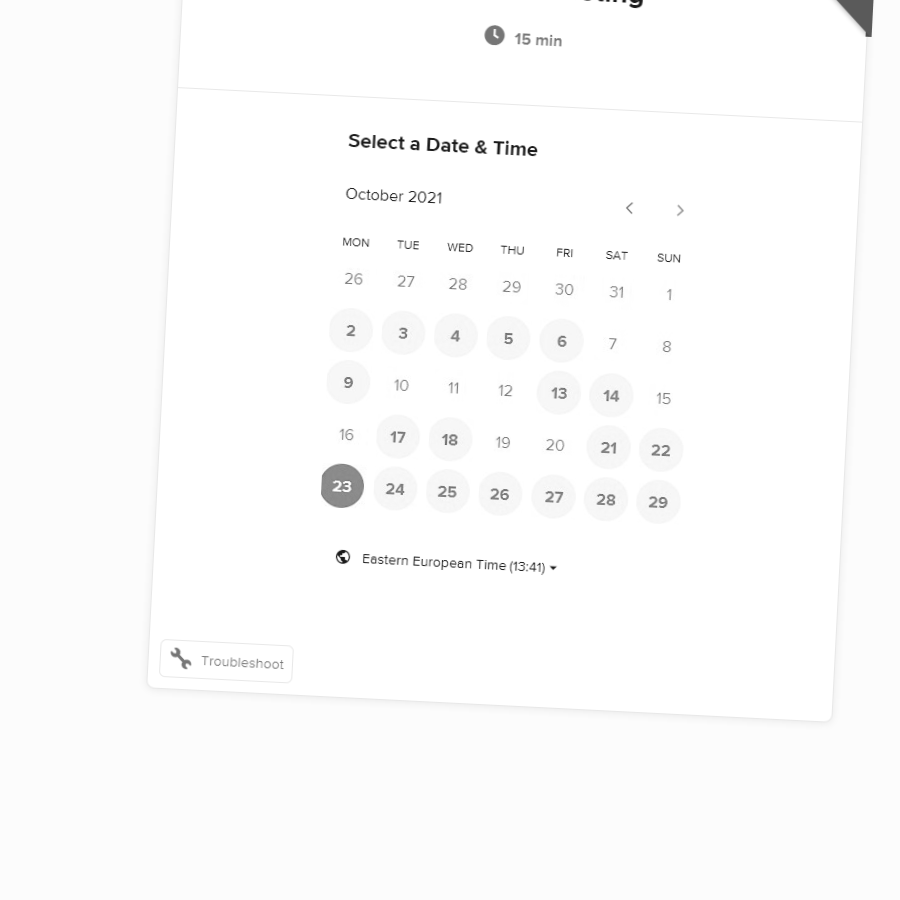 15 min
Select a Date & Time
October 2021
MON TUE WED THU FRI SAT SUN
26 27 28 29 30 31 1
2 3 4 5 6 7 8
9 10 11 12 13 14 15
16 17 18 19 20 21 22
23 24 25 26 27 28 29
Eastern European Time (13:41)
Troubleshoot